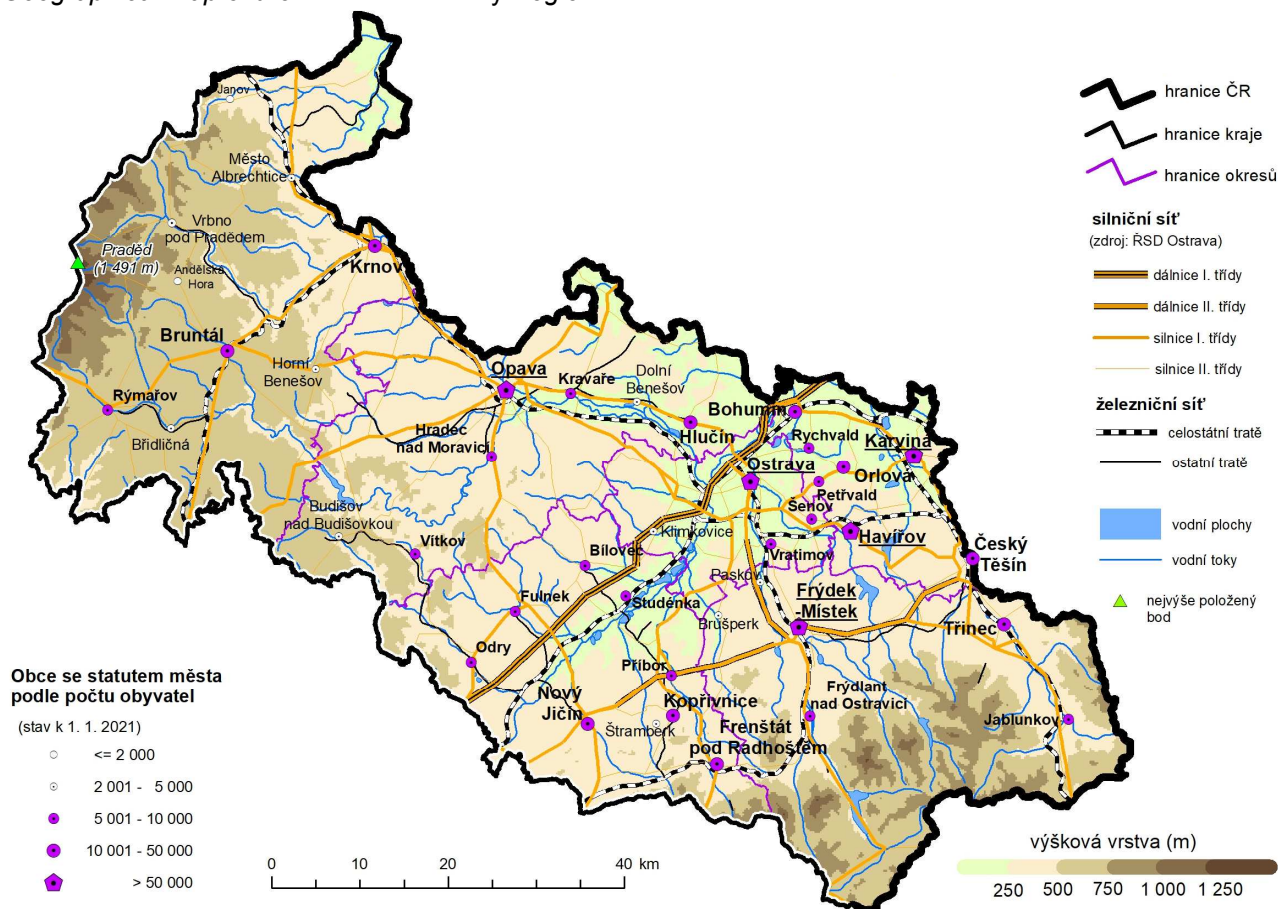 Janov
Město
Albrechtice
Vrbno
pod Pradědem
Praděd
(1 491 m)
Andělská
Hora
Krnov
Bruntál
Horní
Benešov
Rýmařov
Břidličná
Opava
Kravaře
Dolní
Benešov
Hlučín
Bohumín
Rychvald
Karviná
Ostrava
Orlová
Petřvald
Šenov
Havířov
Hradec
nad Moravicí
Budišov
nad Budišovkou
Vítkov
Klimkovice
Bílovec
Vratimov
Český
Těšín
Paskov
Studénka
Fulnek
Brušperk
Frýdek
-Místek
Třinec
Odry
Příbor
Nový
Jičín
Kopřivnice
Štramberk
Frenštát
pod Radhoštěm
Frýdlant
nad Ostravicí
Jablunkov
hranice ČR
hranice kraje
hranice okresů
silniční síť
(zdroj: ŘSD Ostrava)
dálnice I. třídy
dálnice II. třídy
silnice I. třídy
silnice II. třídy
železniční síť
celostátní tratě
ostatní tratě
vodní plochy
vodní toky
nejvýše položený
bod
Obce se statutem města
podle počtu obyvatel
(stav k 1. 1. 2021)
<= 2 000
2 001 - 5 000
5 001 - 10 000
10 001 - 50 000
> 50 000
0 10 20 40 km
výšková vrstva (m)
250 500 750 1 000 1 250